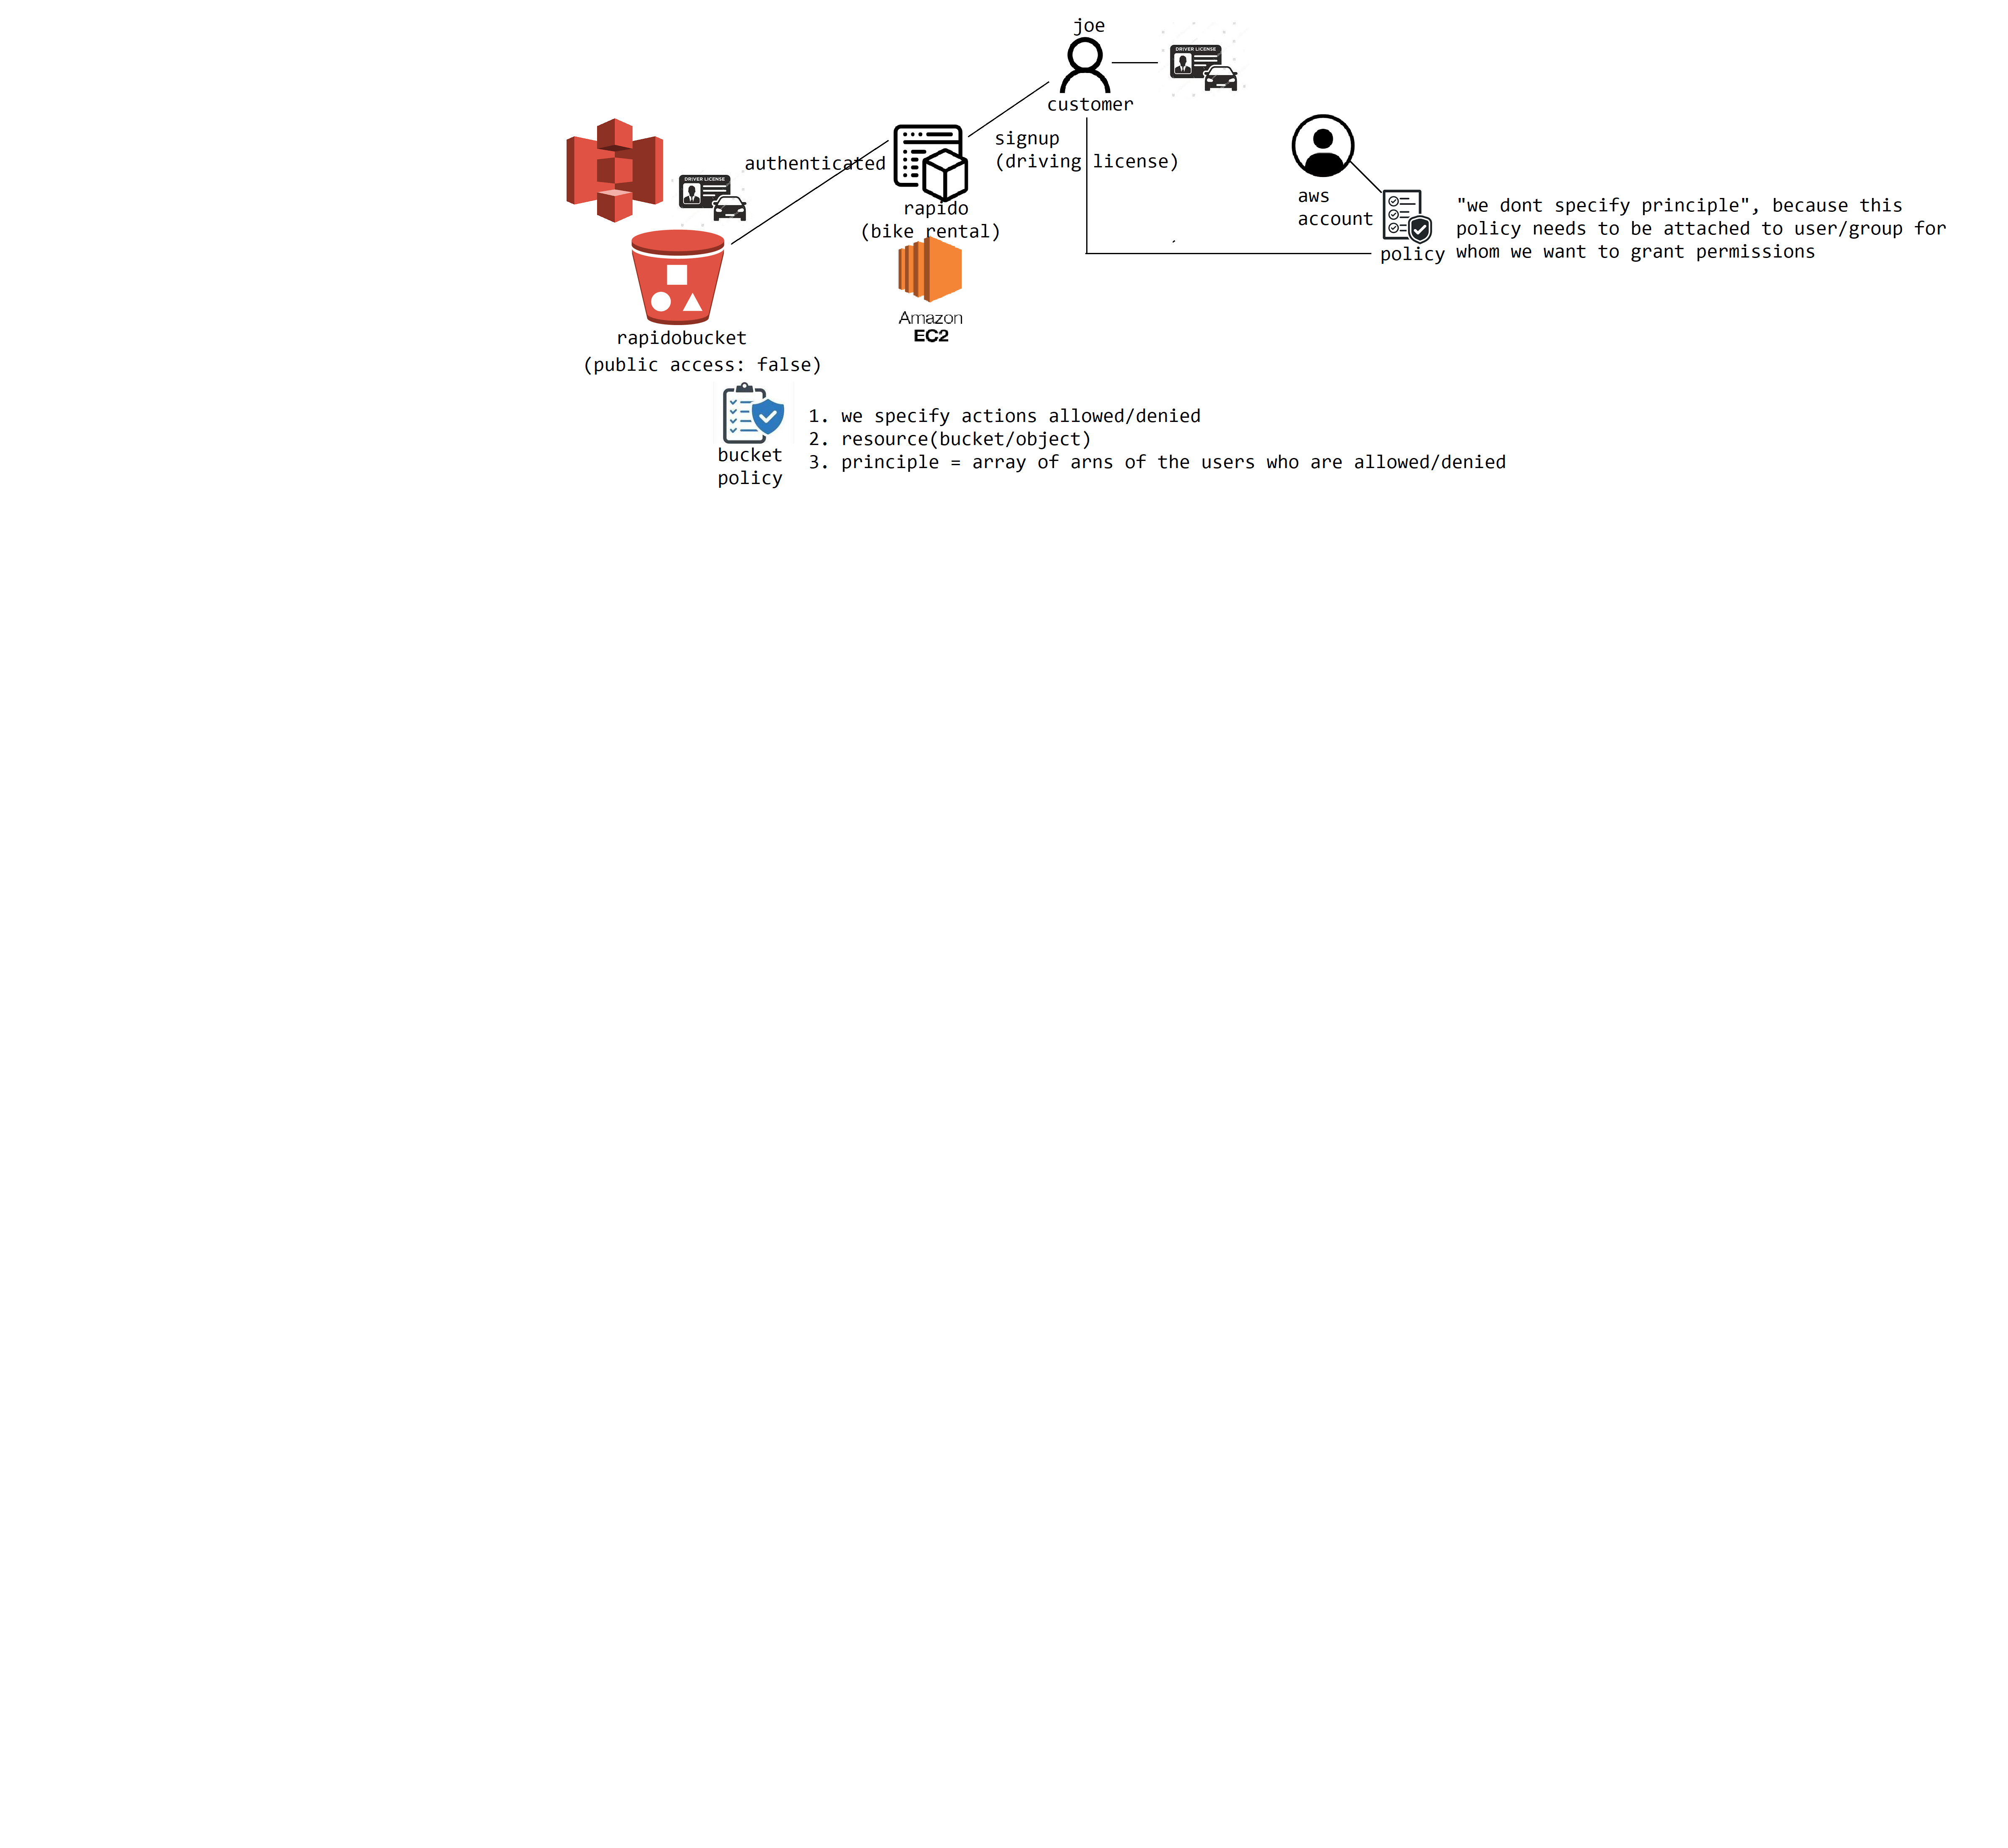 joe
DRIVER LICENSE
customer
signup
(driving license)
authenticated
DRIVER LICENSE
rapido
(bike rental)
Amazon
EC2
rapidobucket
(public access: false)
aws
account
policy
"we dont specify principle", because this
policy needs to be attached to user/group for
whom we want to grant permissions
bucket
policy
1. we specify actions allowed/denied
2. resource(bucket/object)
3. principle = array of arns of the users who are allowed/denied